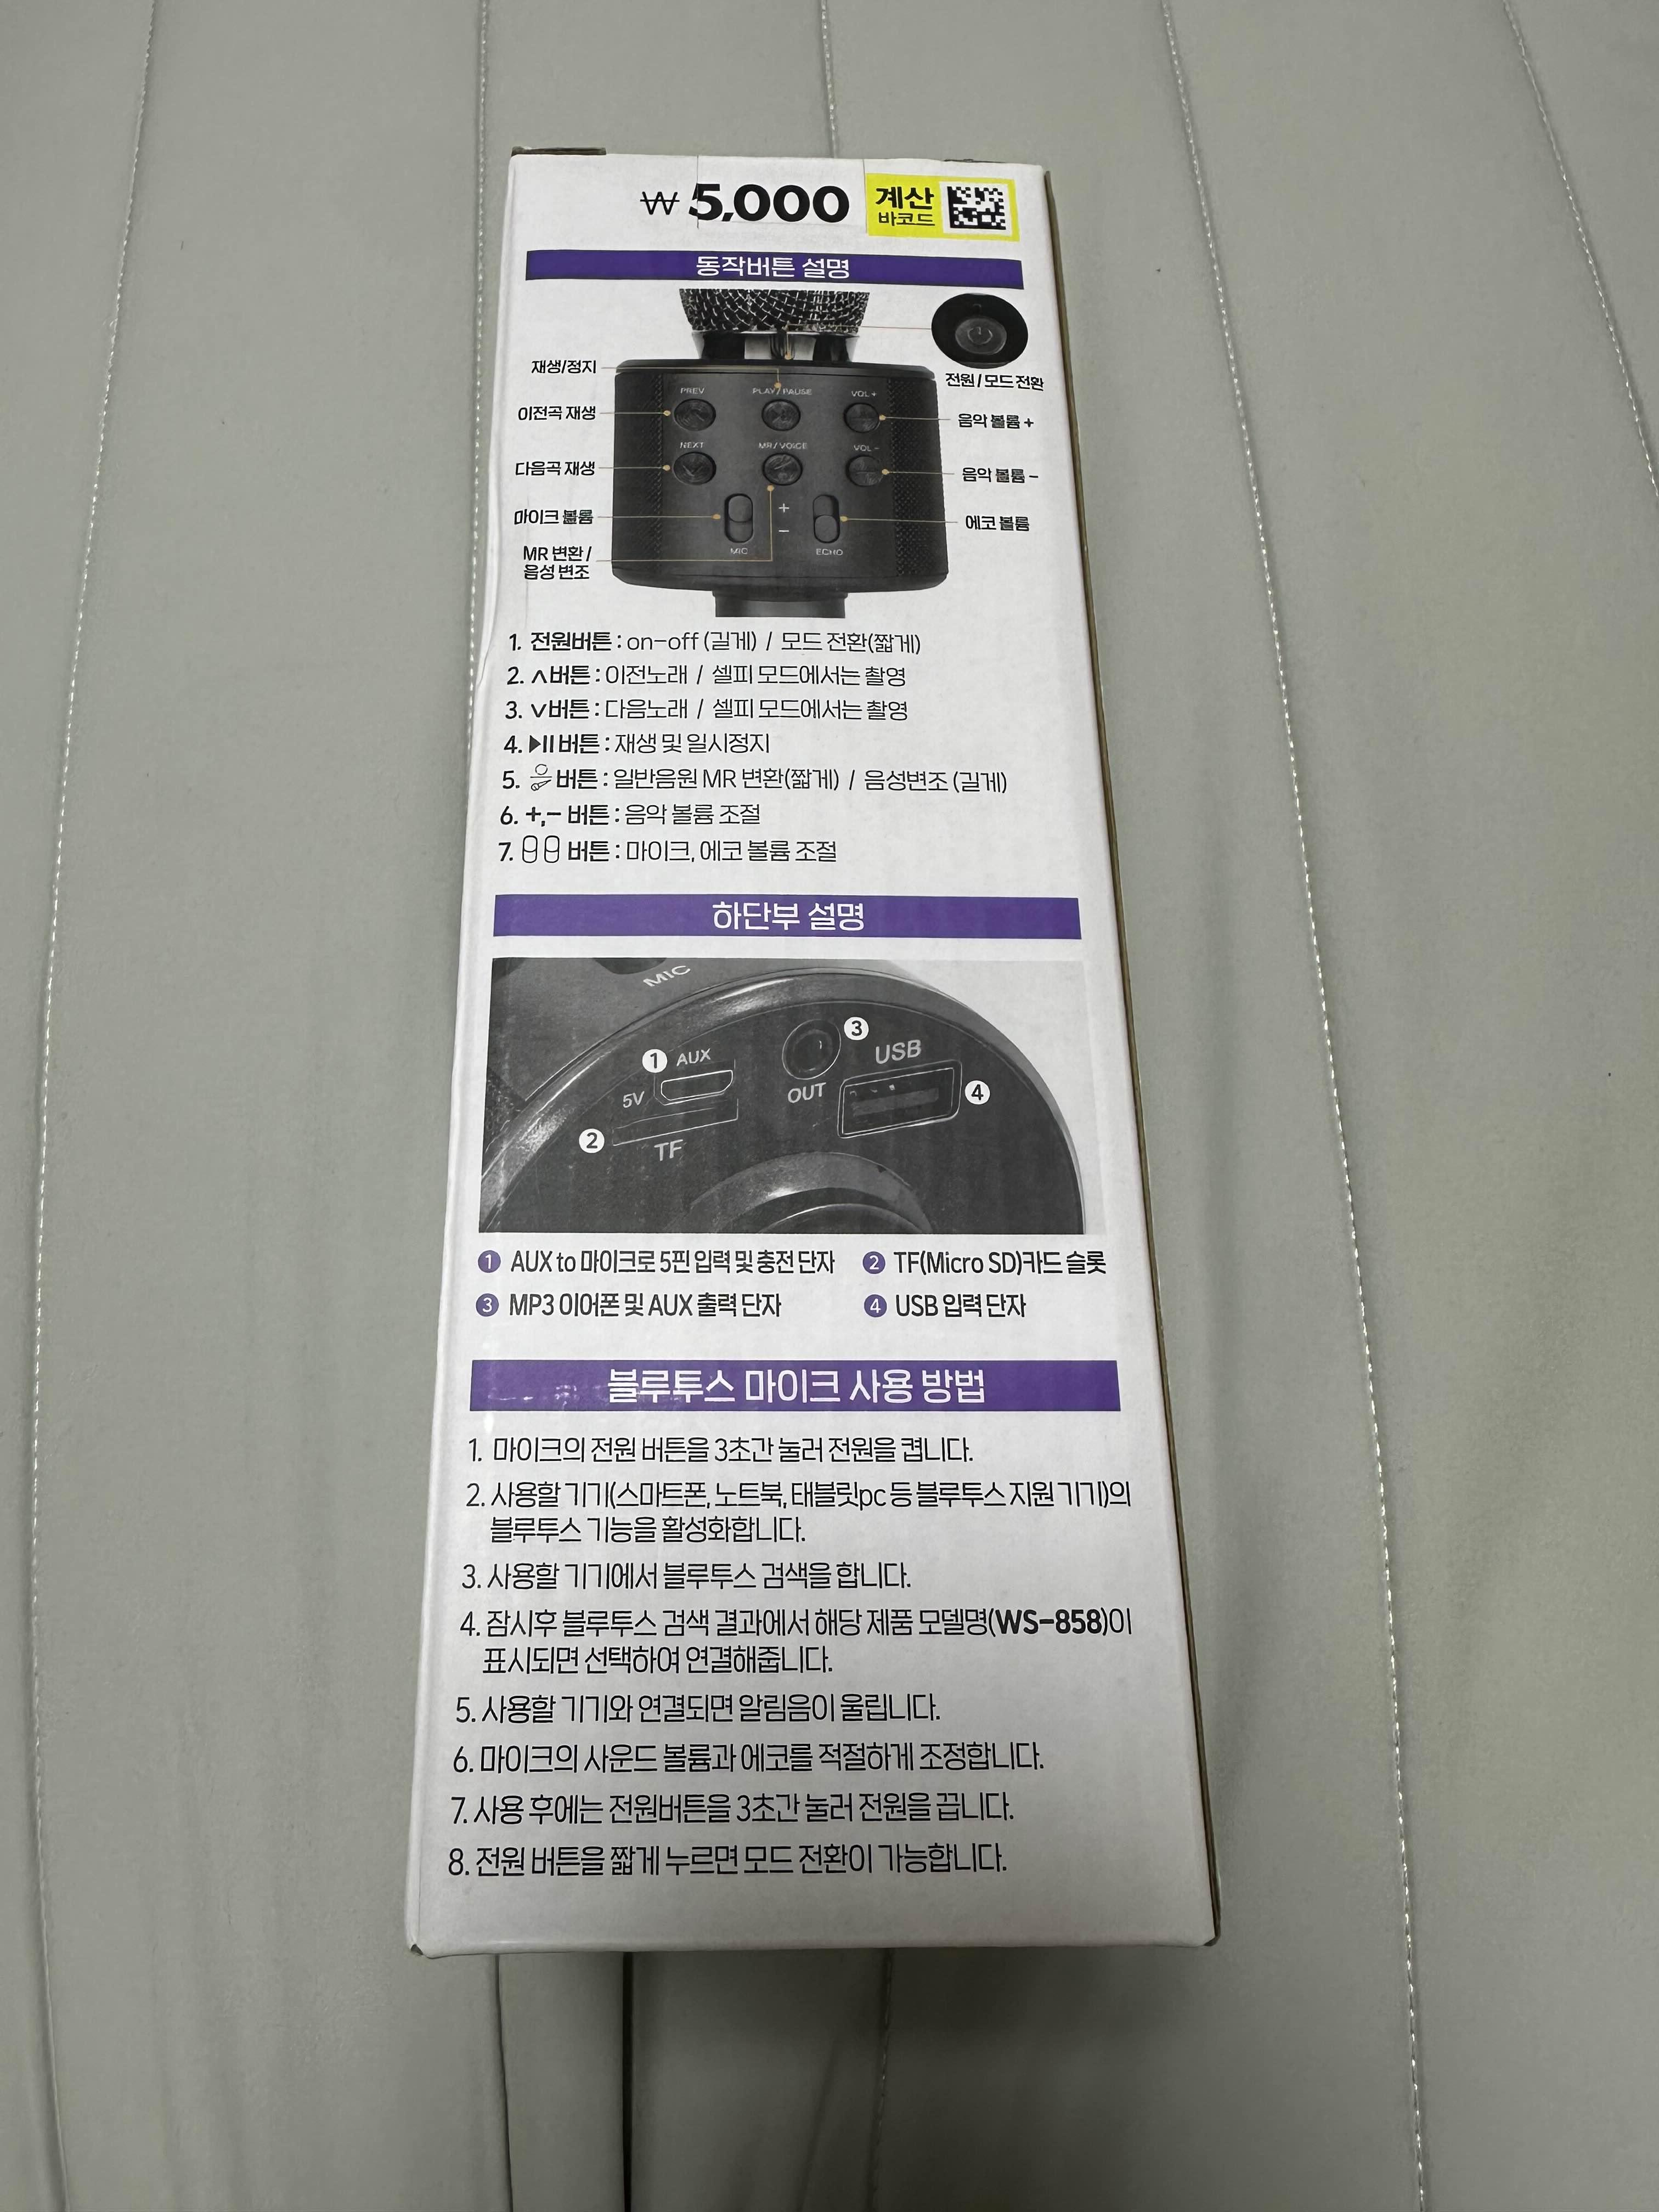 ₩ 5,000
계산
바코드
동작버튼 설명
재생/정지
이전곡 재생
다음곡 재생
마이크 볼륨
MR 변환 /
음성 변조
전원 / 모드 전환
음악 볼륨 +
음악 볼륨 -
에코 볼륨
PREV
PLAY / PAUSE
VOL +
NEXT
MR / VOICE
VOL -
+
-
MIC
ECHO
1. 전원버튼 : on-off (길게) / 모드 전환(짧게)
2. ∧버튼 : 이전노래 / 셀피 모드에서는 촬영
3. ∨버튼 : 다음노래 / 셀피 모드에서는 촬영
4. ▶II 버튼 : 재생 및 일시정지
5. 버튼 : 일반음원 MR 변환(짧게) / 음성변조 (길게)
6. +,- 버튼 : 음악 볼륨 조절
7. 버튼 : 마이크, 에코 볼륨 조절
하단부 설명
MIC
1 AUX
3
USB
5V
OUT
4
2
TF
1 AUX to 마이크로 5핀 입력 및 충전 단자
2 TF(Micro SD)카드 슬롯
3 MP3 이어폰 및 AUX 출력 단자
4 USB 입력 단자
블루투스 마이크 사용 방법
1. 마이크의 전원 버튼을 3초간 눌러 전원을 켭니다.
2. 사용할 기기(스마트폰, 노트북, 태블릿pc 등 블루투스 지원 기기)의
블루투스 기능을 활성화합니다.
3. 사용할 기기에서 블루투스 검색을 합니다.
4. 잠시후 블루투스 검색 결과에서 해당 제품 모델명(WS-858)이
표시되면 선택하여 연결해줍니다.
5. 사용할 기기와 연결되면 알림음이 울립니다.
6. 마이크의 사운드 볼륨과 에코를 적절하게 조정합니다.
7. 사용 후에는 전원버튼을 3초간 눌러 전원을 끕니다.
8. 전원 버튼을 짧게 누르면 모드 전환이 가능합니다.